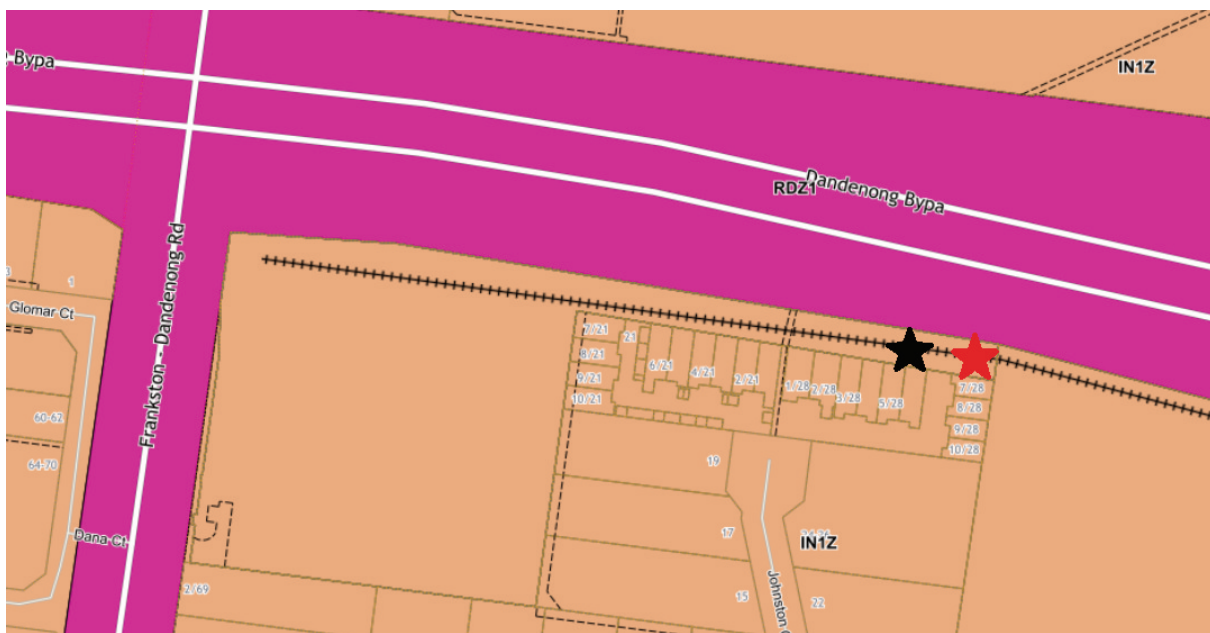 Bypa
IN1Z
Dandenong Bypa
RDZ1
Frankston - Dandenong Rd
1
Glomar Ct
7/21
21
8/21
6/21
4/21
2/21
9/21
10/21
1/28
2/28
3/28
5/28
7/28
8/28
9/28
10/28
60-62
64-70
19
17
IN1Z
Dana Ct
2/69
15
Johnston
22